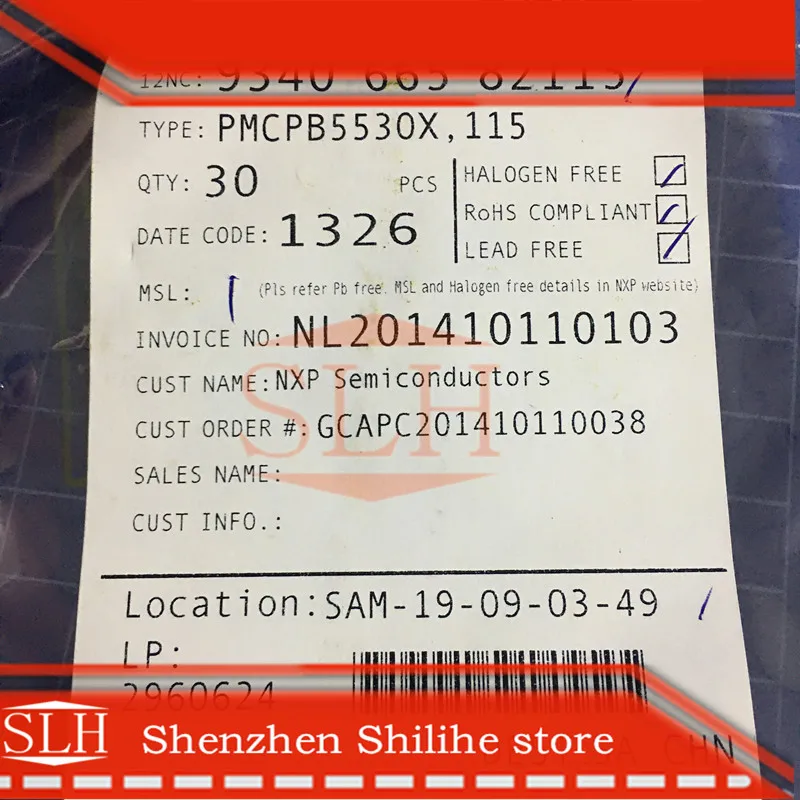 12NC: 9340 665 82115
TYPE: PMCPB5530X,115
QTY: 30 PCS
HALOGEN FREE
RoHS COMPLIANT
DATE CODE: 1326
LEAD FREE
MSL: 1 (Pls refer Pb free. MSL and Halogen free details in NXP website)
INVOICE NO: NL201410110103
CUST NAME: NXP Semiconductors
CUST ORDER #: GCAPC201410110038
SALES NAME:
CUST INFO.:
SLH
Location:SAM-19-09-03-49
LP:
2960624
CHN
SLH Shenzhen Shilihe store